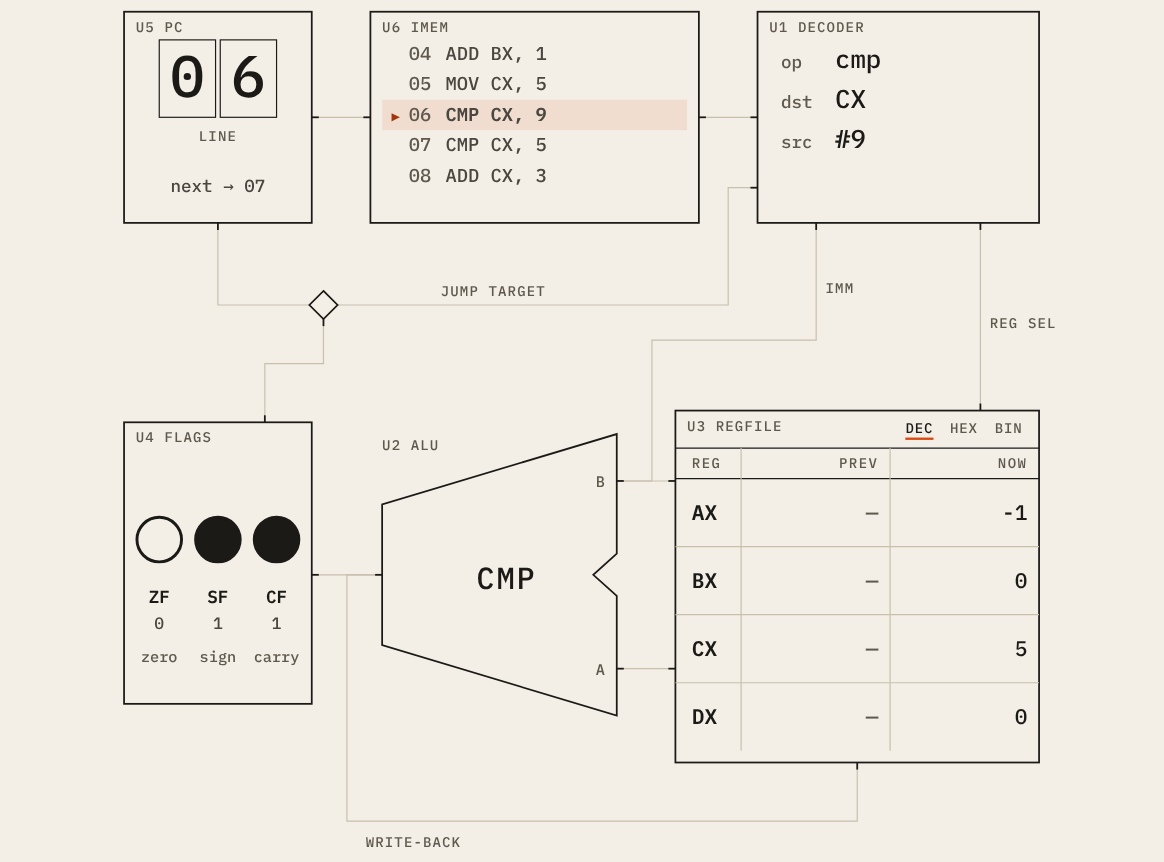 U5 PC
06
LINE
next → 07
U6 IMEM
04 ADD BX, 1
05 MOV CX, 5
▶ 06 CMP CX, 9
07 CMP CX, 5
08 ADD CX, 3
U1 DECODER
op cmp
dst CX
src #9
JUMP TARGET
IMM
REG SEL
U4 FLAGS
ZF SF CF
0 1 1
zero sign carry
U2 ALU
B
CMP
A
U3 REGFILE DEC HEX BIN
REG PREV NOW
AX — -1
BX — 0
CX — 5
DX — 0
WRITE-BACK